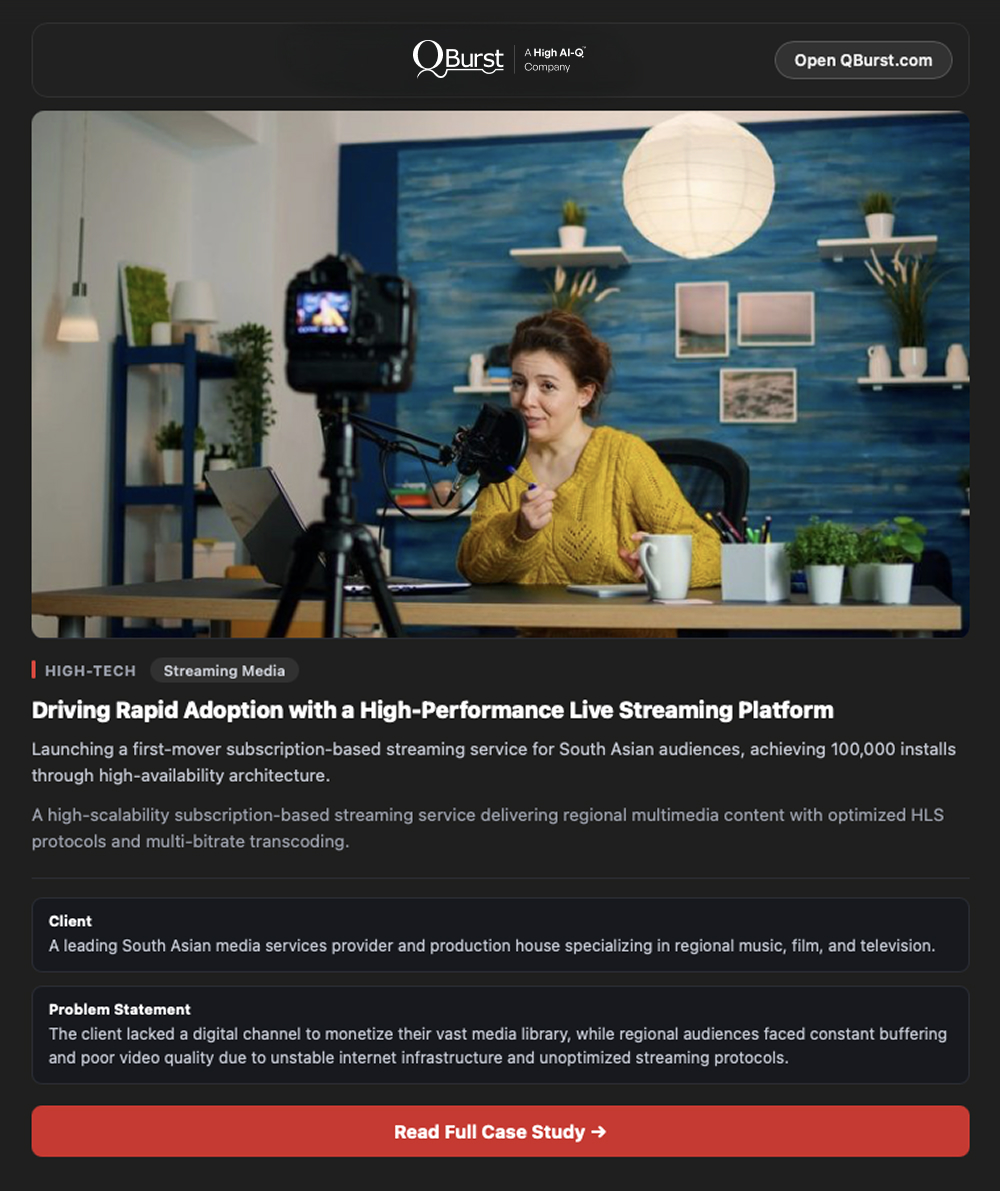 QBurst
A High AI-Q™
Company
Open QBurst.com
HIGH-TECH
Streaming Media
Driving Rapid Adoption with a High-Performance Live Streaming Platform
Launching a first-mover subscription-based streaming service for South Asian audiences, achieving 100,000 installs
through high-availability architecture.
A high-scalability subscription-based streaming service delivering regional multimedia content with optimized HLS
protocols and multi-bitrate transcoding.
Client
A leading South Asian media services provider and production house specializing in regional music, film, and television.
Problem Statement
The client lacked a digital channel to monetize their vast media library, while regional audiences faced constant buffering
and poor video quality due to unstable internet infrastructure and unoptimized streaming protocols.
Read Full Case Study →